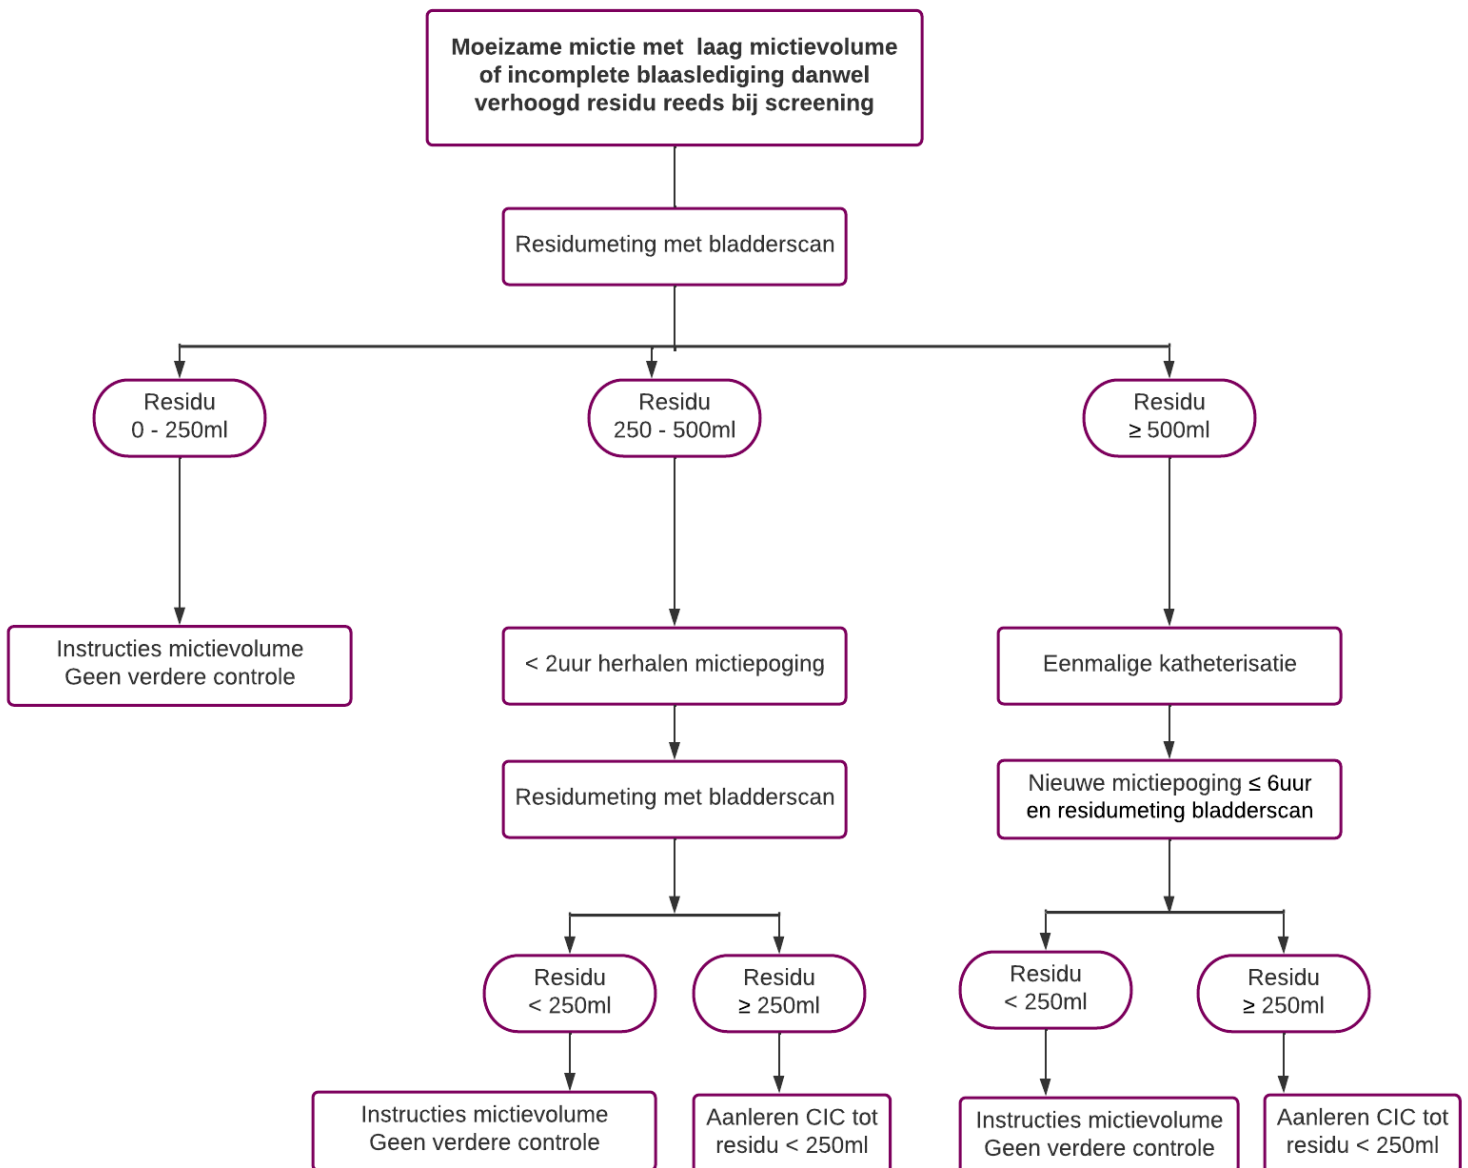 Moeizame mictie met laag mictievolume
of incomplete blaaslediging danwel
verhoogd residu reeds bij screening
Residumeting met bladderscan
Residu
0 - 250ml
Residu
250 - 500ml
Residu
≥ 500ml
Instructies mictievolume
Geen verdere controle
< 2uur herhalen mictiepoging
Eenmalige katheterisatie
Residumeting met bladderscan
Nieuwe mictiepoging ≤ 6uur
en residumeting bladderscan
Residu
< 250ml
Residu
≥ 250ml
Residu
< 250ml
Residu
≥ 250ml
Instructies mictievolume
Geen verdere controle
Aanleren CIC tot
residu < 250ml
Instructies mictievolume
Geen verdere controle
Aanleren CIC tot
residu < 250ml